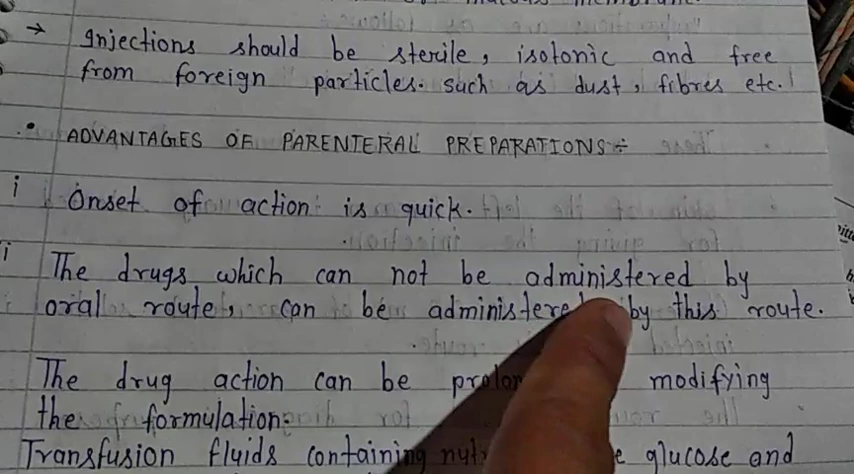 → Injections should be sterile, isotonic and free
from foreign particles. such as dust, fibres etc.
• ADVANTAGES OF PARENTERAL PREPARATIONS÷
i Onset of action is quick.
i The drugs which can not be administered by
oral route, can be administered by this route.
The drug action can be modifying
the formulation.
Transfusion fluids containing glucose and